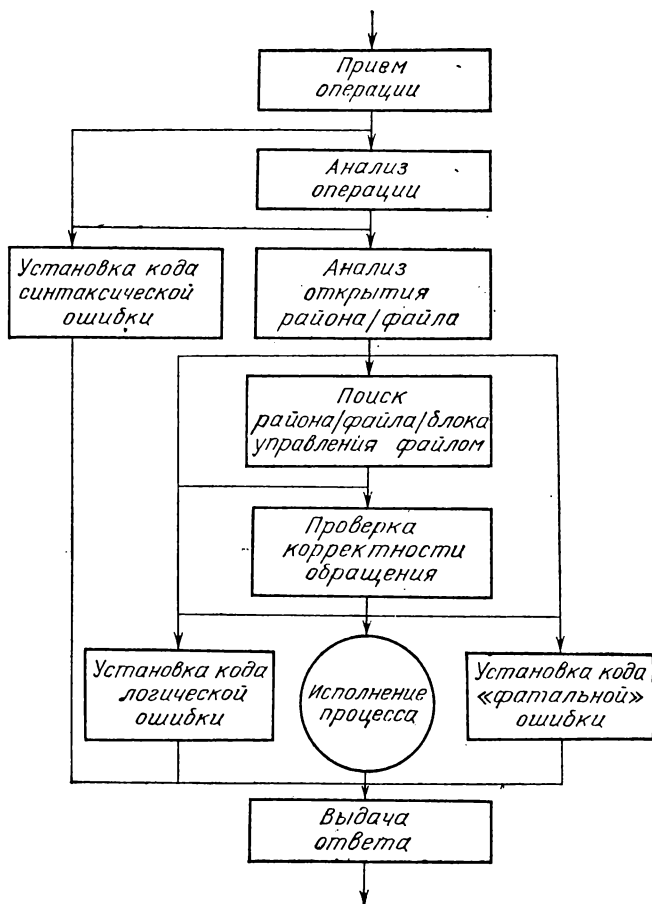 Прием
операции
Анализ
операции
Установка кода
синтаксической
ошибки
Анализ
открытия
района/файла
Поиск
района/файла/блока
управления файлом
Проверка
корректности
обращения
Установка кода
логической
ошибки
Исполнение
процесса
Установка кода
«фатальной»
ошибки
Выдача
ответа